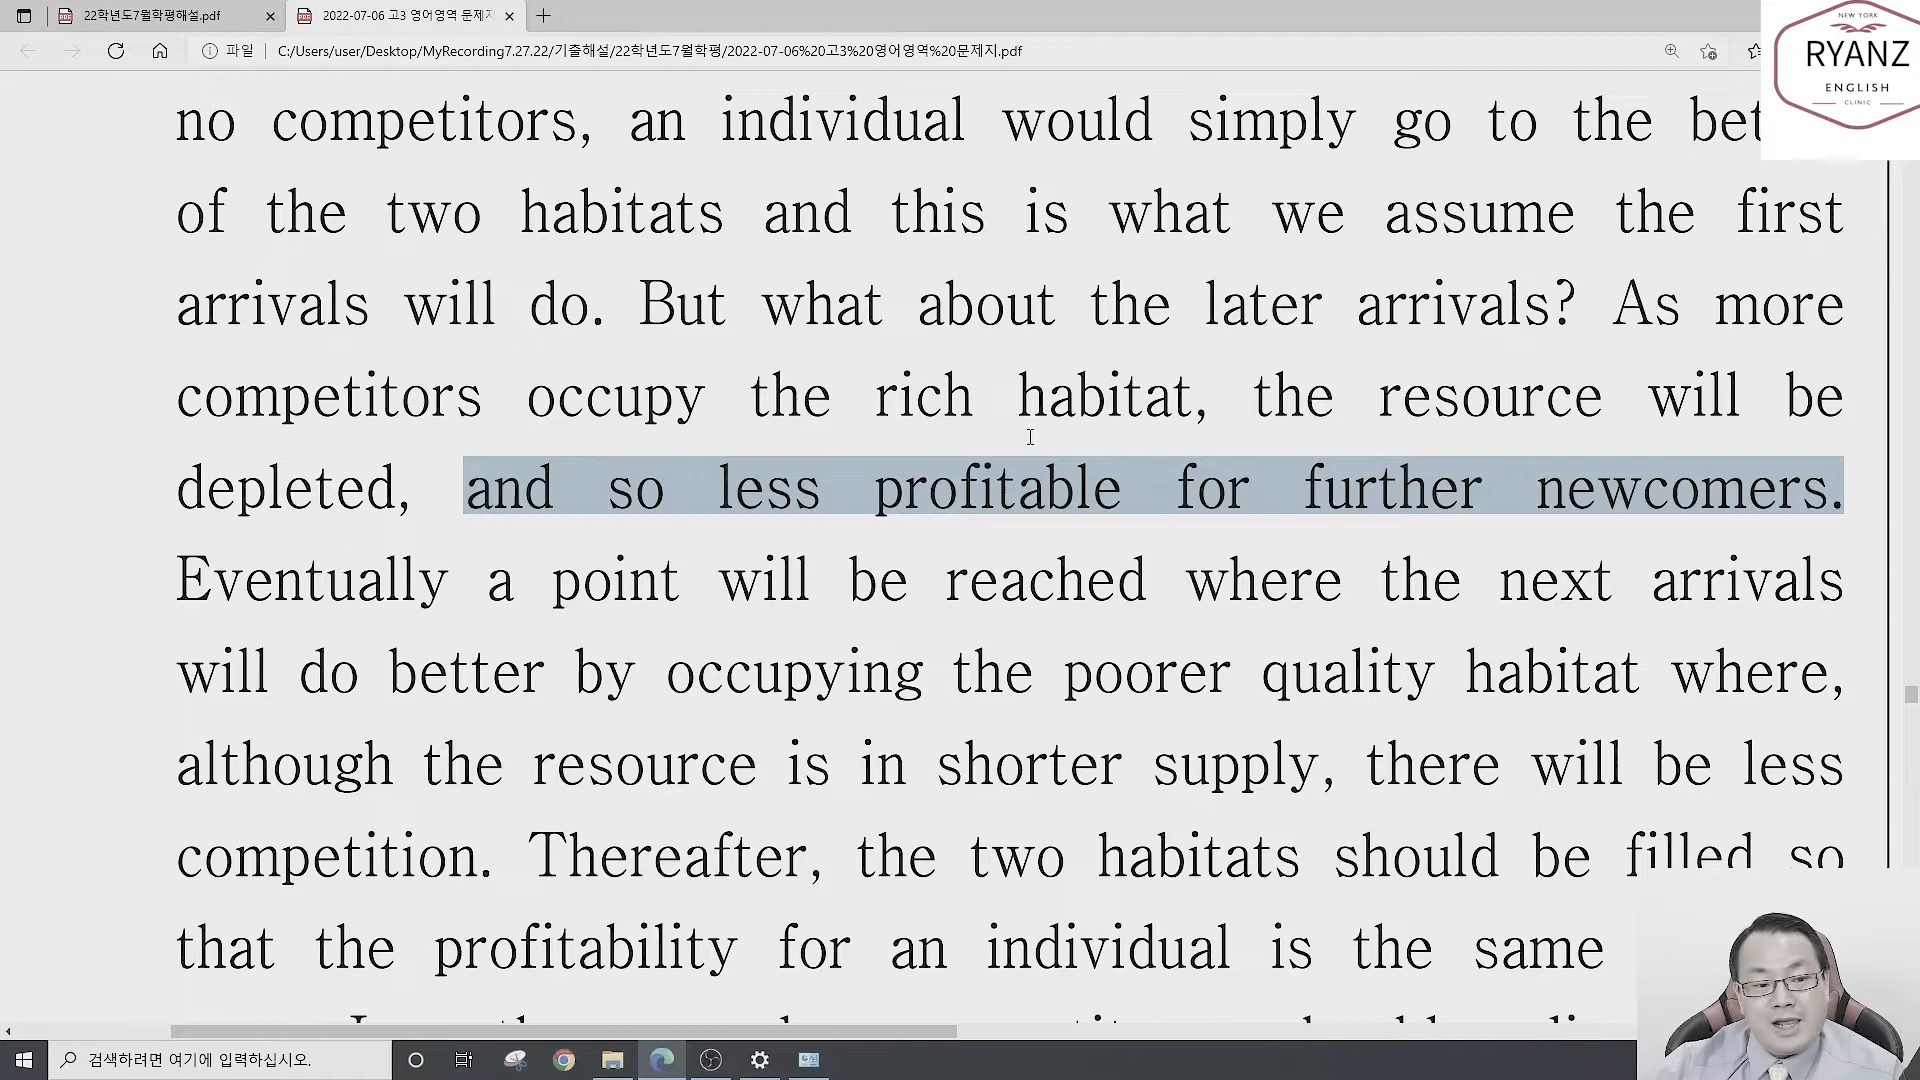 22학년도7월학평해설.pdf
2022-07-06 고3 영어영역 문제지
파일
C:/Users/user/Desktop/MyRecording7.27.22/기출해설/22학년도7월학평/2022-07-06%20고3%20영어영역%20문제지.pdf
NEW YORK
RYANZ
ENGLISH
CLINIC
no competitors, an individual would simply go to the
of the two habitats and this is what we assume the first
arrivals will do. But what about the later arrivals? As more
competitors occupy the rich habitat, the resource will be
depleted, and so less profitable for further newcomers.
Eventually a point will be reached where the next arrivals
will do better by occupying the poorer quality habitat where,
although the resource is in shorter supply, there will be less
competition. Thereafter, the two habitats should be filled so
that the profitability for an individual is the same
검색하려면 여기에 입력하십시오.